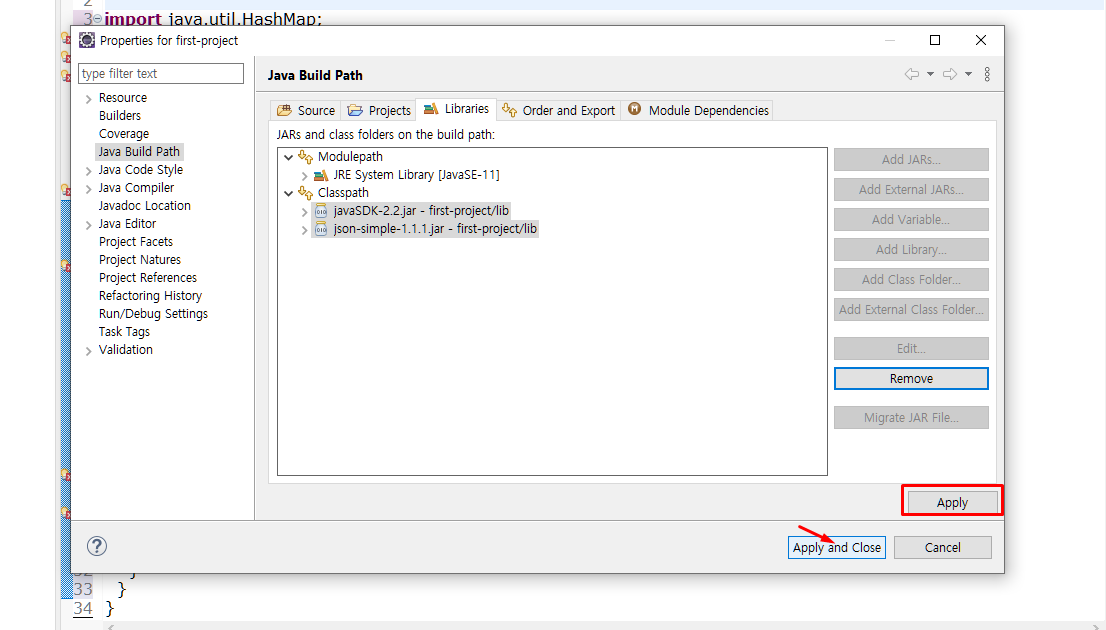 2
3 import java.util.HashMap;
Properties for first-project
type filter text
Resource
Builders
Coverage
Java Build Path
Java Code Style
Java Compiler
Javadoc Location
Java Editor
Project Facets
Project Natures
Project References
Refactoring History
Run/Debug Settings
Task Tags
Validation
Java Build Path
Source Projects Libraries Order and Export Module Dependencies
JARs and class folders on the build path:
Modulepath
JRE System Library [JavaSE-11]
Classpath
javaSDK-2.2.jar - first-project/lib
json-simple-1.1.1.jar - first-project/lib
Add JARs...
Add External JARs...
Add Variable...
Add Library...
Add Class Folder...
Add External Class Folder...
Edit...
Remove
Migrate JAR File...
Apply
Apply and Close Cancel
32 }
33 }
34 }